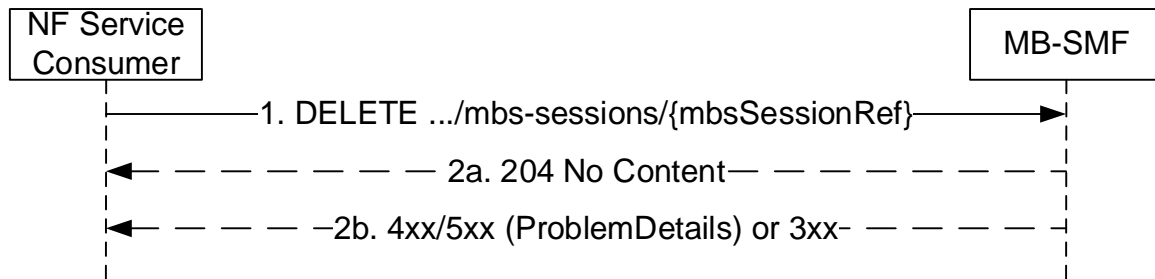 NF Service
Consumer
MB-SMF
1. DELETE .../mbs-sessions/{mbsSessionRef}
2a. 204 No Content
2b. 4xx/5xx (ProblemDetails) or 3xx